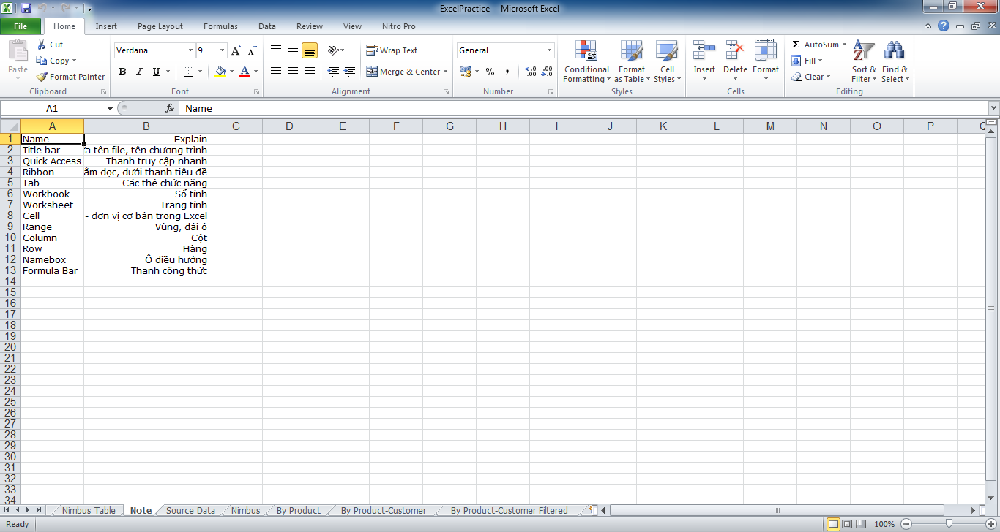 ExcelPractice - Microsoft Excel
File Home Insert Page Layout Formulas Data Review View Nitro Pro
Paste Cut Copy Format Painter
Verdana 9 A A
B I U A
Wrap Text Merge & Center
General
% ,
Conditional Formatting Format as Table Cell Styles
Insert Delete Format
Σ AutoSum Fill Clear
Sort & Filter Find & Select
Clipboard Font Alignment Number Styles Cells Editing
A1 fx Name
A B C D E F G H I J K L M N O P
1 Name Explain
2 Title bar a tên file, tên chương trình
3 Quick Access Thanh truy cập nhanh
4 Ribbon ằm dọc, dưới thanh tiêu đề
5 Tab Các thẻ chức năng
6 Workbook Sổ tính
7 Worksheet Trang tính
8 Cell - đơn vị cơ bản trong Excel
9 Range Vùng, dải ô
10 Column Cột
11 Row Hàng
12 Namebox Ô điều hướng
13 Formula Bar Thanh công thức
14
15
16
17
18
19
20
21
22
23
24
25
26
27
28
29
30
31
32
33
34
Nimbus Table Note Source Data Nimbus By Product By Product-Customer By Product-Customer Filtered
Ready 100%